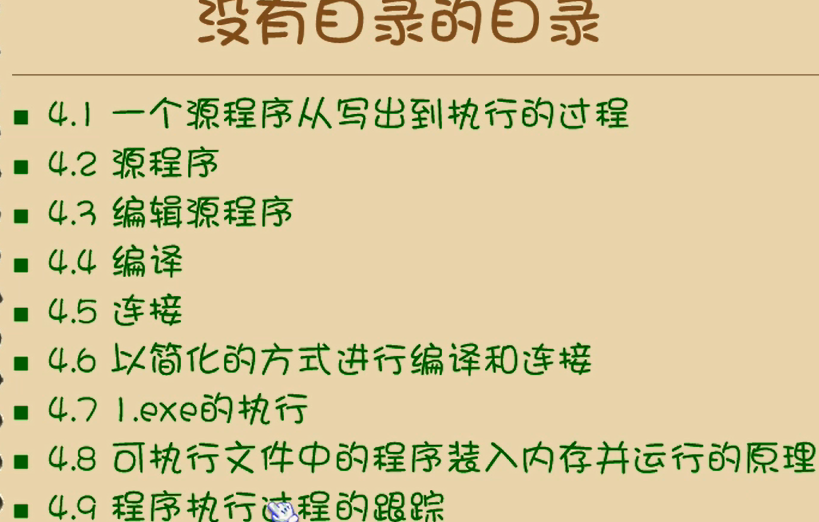 没有目录的目录
4.1 一个源程序从写出到执行的过程
4.2 源程序
4.3 编辑源程序
4.4 编译
4.5 连接
4.6 以简化的方式进行编译和连接
4.7 1.exe的执行
4.8 可执行文件中的程序装入内存并运行的原理
4.9 程序执行过程的跟踪